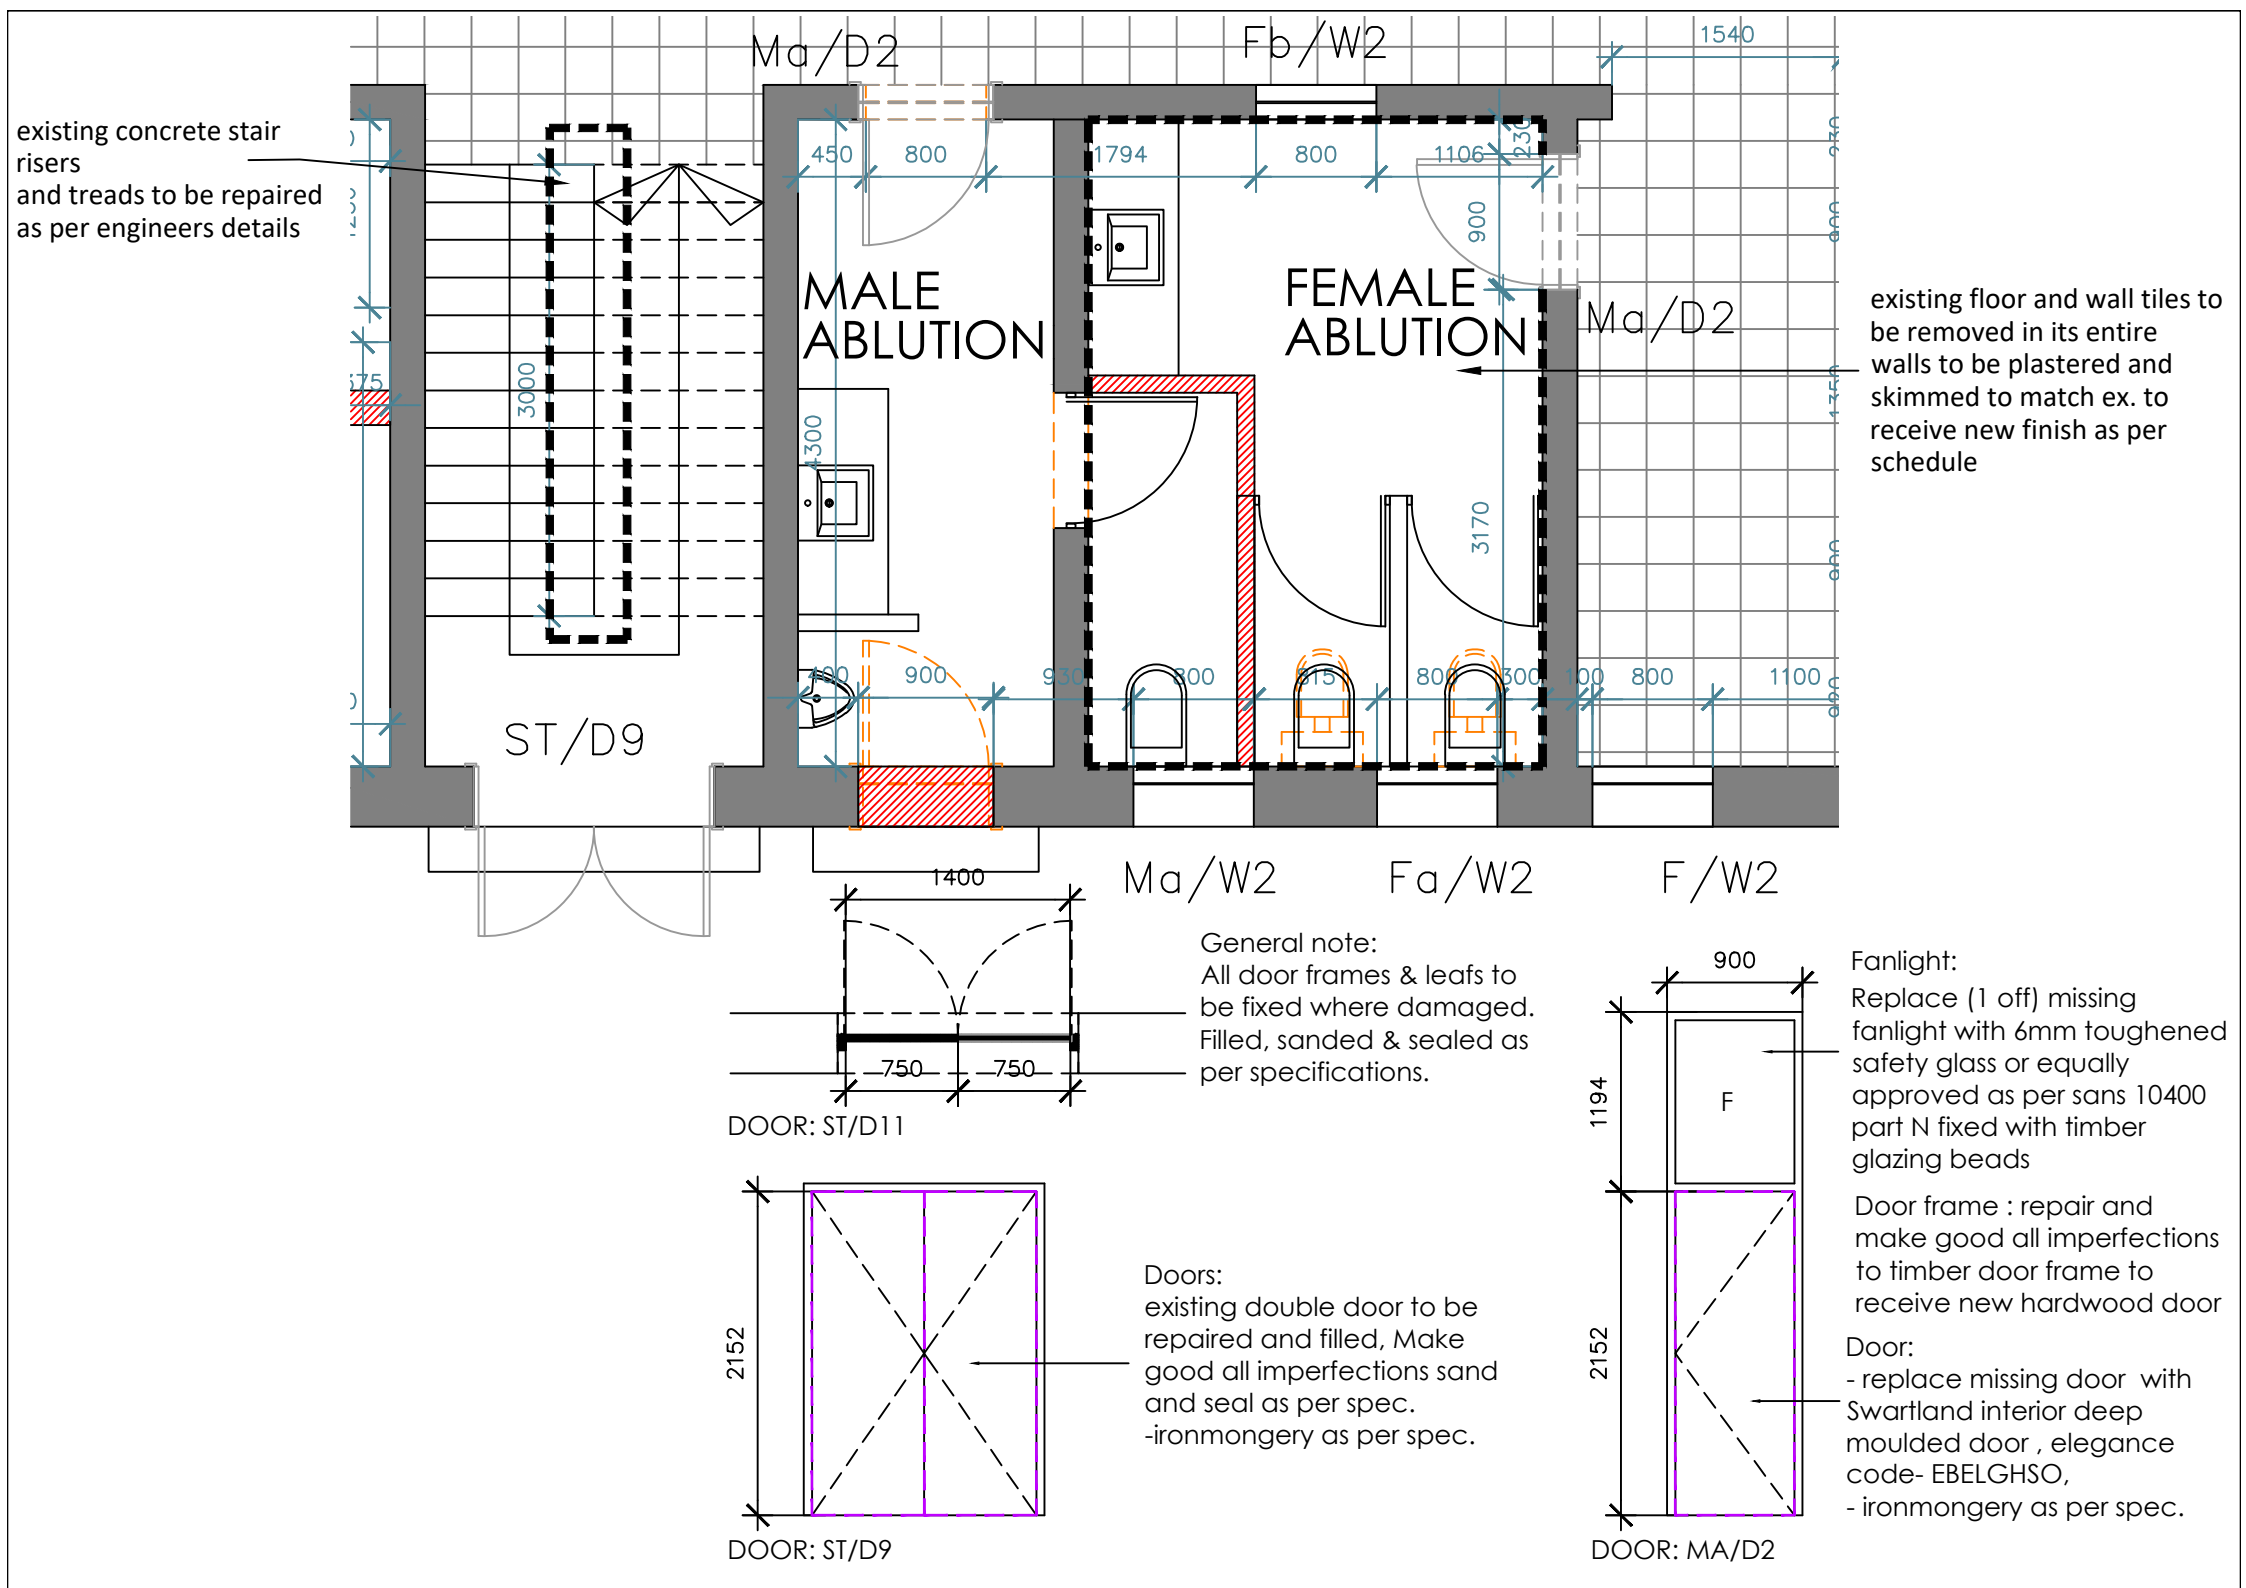 Ma/D2
Fb/W2
1540
existing concrete stair
risers
and treads to be repaired
as per engineers details
450
800
1794
800
1106
230
900
MALE
ABLUTION
FEMALE
ABLUTION
Ma/D2
existing floor and wall tiles to
be removed in its entire
walls to be plastered and
skimmed to match ex. to
receive new finish as per
schedule
3000
4300
3170
400
900
930
800
815
800
300
100
800
1100
ST/D9
Ma/W2
Fa/W2
F/W2
1400
750
750
DOOR: ST/D11
General note:
All door frames & leafs to
be fixed where damaged.
Filled, sanded & sealed as
per specifications.
900
1194
F
2152
Fanlight:
Replace (1 off) missing
fanlight with 6mm toughened
safety glass or equally
approved as per sans 10400
part N fixed with timber
glazing beads
Door frame : repair and
make good all imperfections
to timber door frame to
receive new hardwood door
Door:
- replace missing door with
Swartland interior deep
moulded door , elegance
code- EBELGHSO,
- ironmongery as per spec.
DOOR: MA/D2
2152
Doors:
existing double door to be
repaired and filled, Make
good all imperfections sand
and seal as per spec.
-ironmongery as per spec.
DOOR: ST/D9